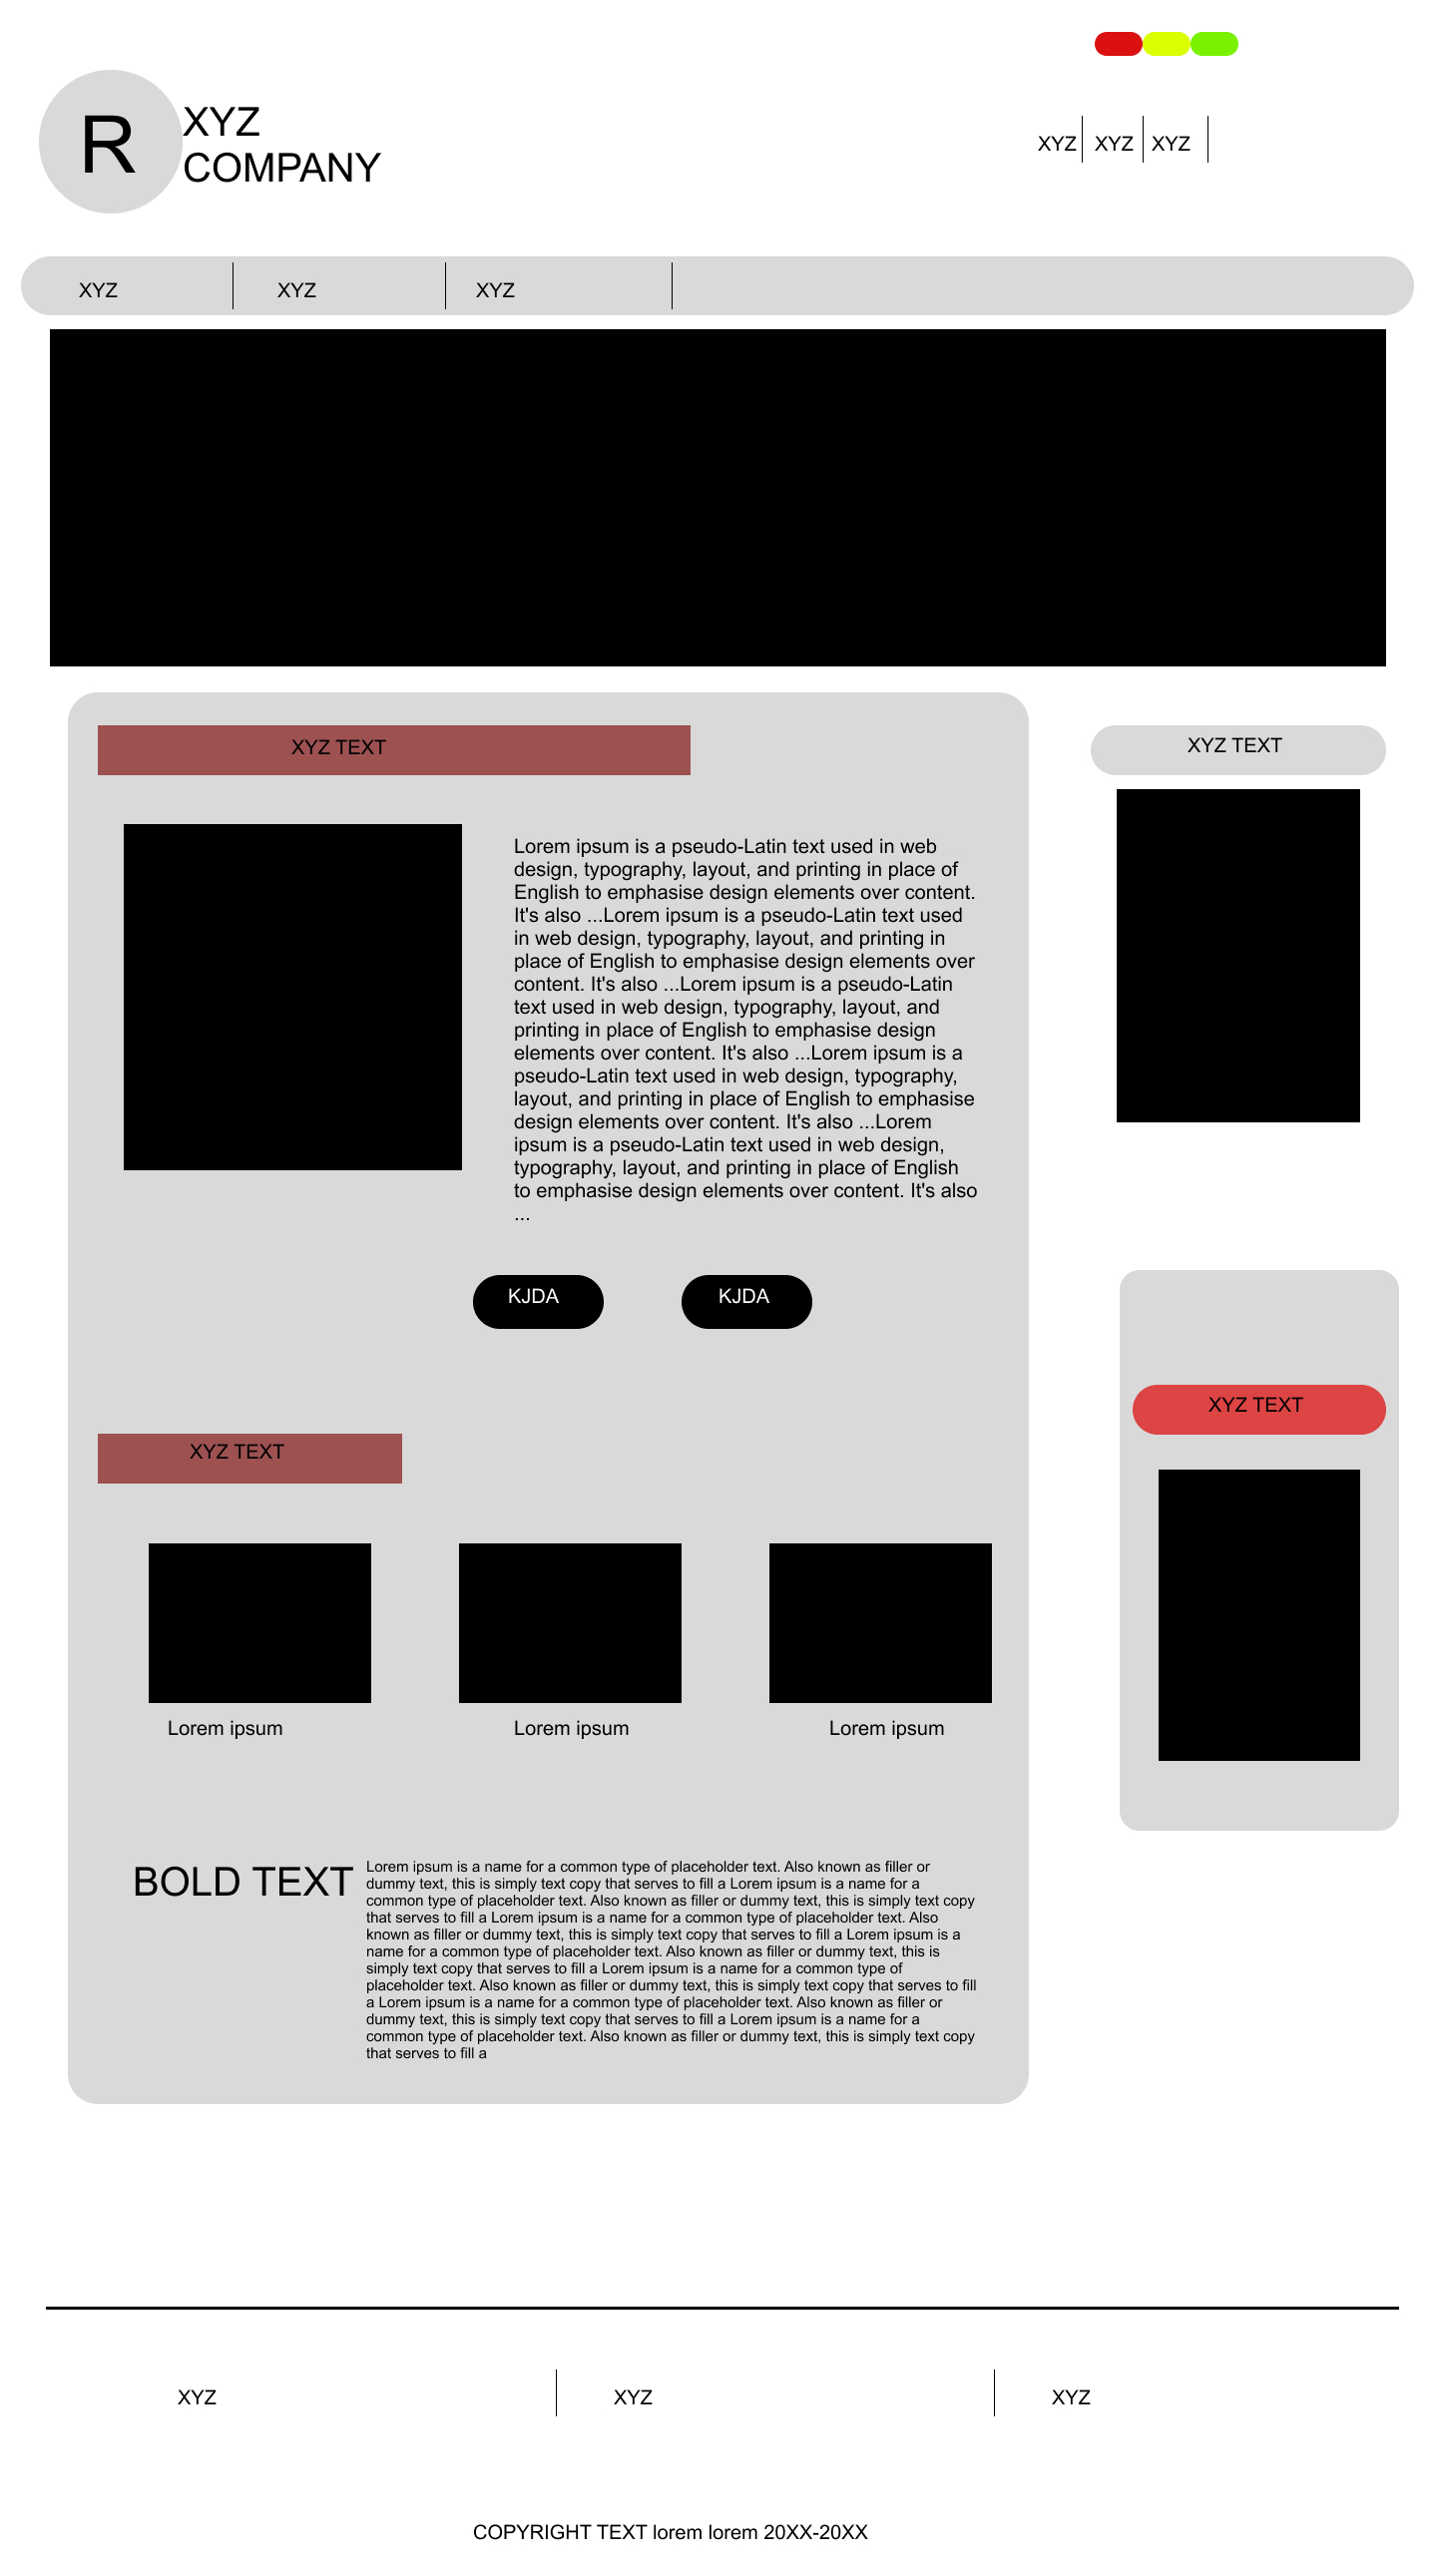 R
XYZ
COMPANY
XYZ XYZ XYZ
XYZ XYZ XYZ
XYZ TEXT
Lorem ipsum is a pseudo-Latin text used in web
design, typography, layout, and printing in place of
English to emphasise design elements over content.
It's also ...Lorem ipsum is a pseudo-Latin text used
in web design, typography, layout, and printing in
place of English to emphasise design elements over
content. It's also ...Lorem ipsum is a pseudo-Latin
text used in web design, typography, layout, and
printing in place of English to emphasise design
elements over content. It's also ...Lorem ipsum is a
pseudo-Latin text used in web design, typography,
layout, and printing in place of English to emphasise
design elements over content. It's also ...Lorem
ipsum is a pseudo-Latin text used in web design,
typography, layout, and printing in place of English
to emphasise design elements over content. It's also
...
KJDA KJDA
XYZ TEXT
Lorem ipsum Lorem ipsum Lorem ipsum
BOLD TEXT
Lorem ipsum is a name for a common type of placeholder text. Also known as filler or
dummy text, this is simply text copy that serves to fill a Lorem ipsum is a name for a
common type of placeholder text. Also known as filler or dummy text, this is simply text copy
that serves to fill a Lorem ipsum is a name for a common type of placeholder text. Also
known as filler or dummy text, this is simply text copy that serves to fill a Lorem ipsum is a
name for a common type of placeholder text. Also known as filler or dummy text, this is
simply text copy that serves to fill a Lorem ipsum is a name for a common type of
placeholder text. Also known as filler or dummy text, this is simply text copy that serves to fill
a Lorem ipsum is a name for a common type of placeholder text. Also known as filler or
dummy text, this is simply text copy that serves to fill a Lorem ipsum is a name for a
common type of placeholder text. Also known as filler or dummy text, this is simply text copy
that serves to fill a
XYZ TEXT
XYZ TEXT
XYZ XYZ XYZ
COPYRIGHT TEXT lorem lorem 20XX-20XX